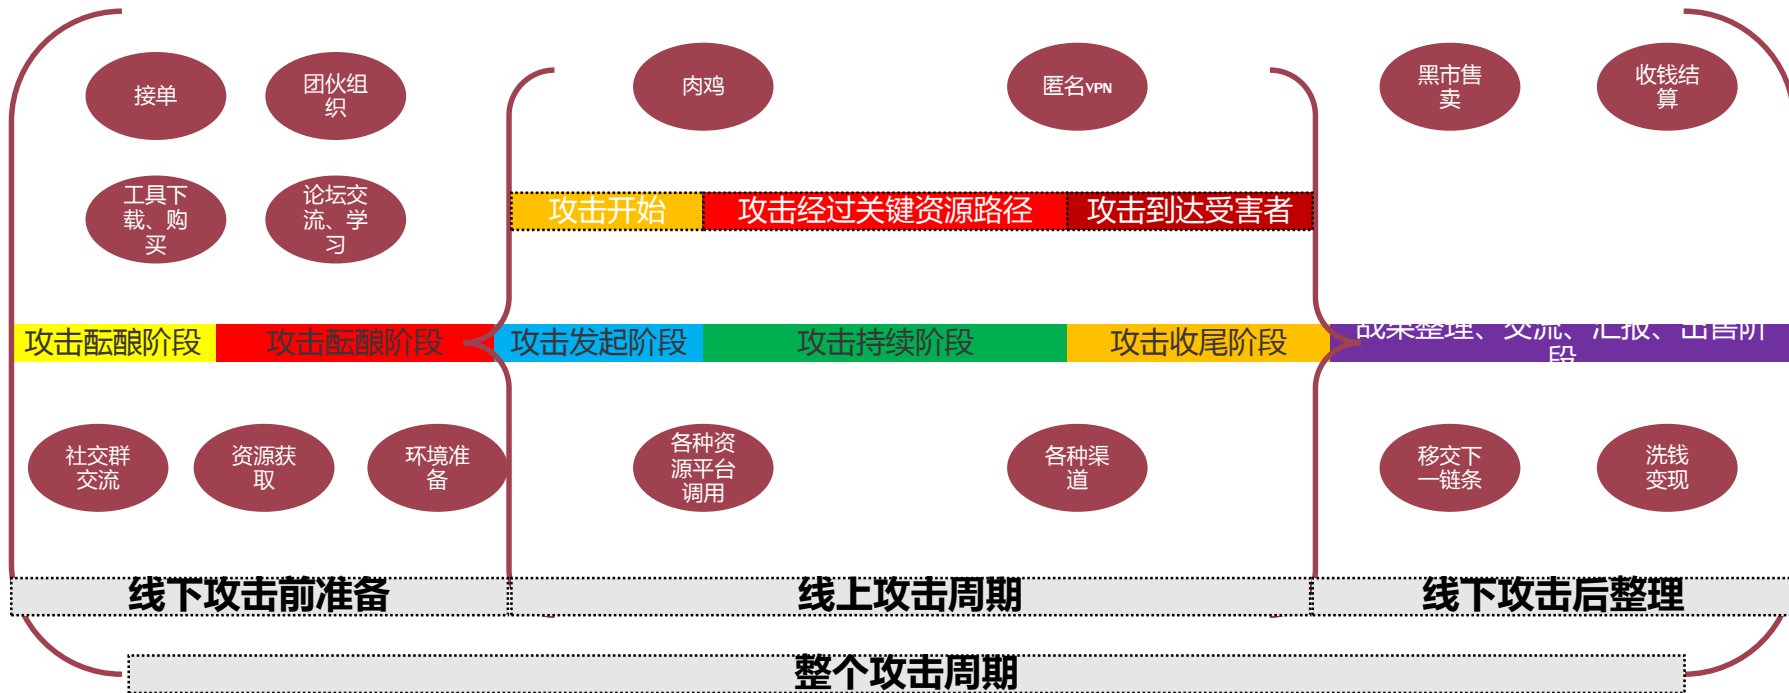 接单
团伙组
织
肉鸡
匿名VPN
黑市售
卖
收钱结
算
工具下
载、购
买
论坛交
流、学
习
攻击开始
攻击经过关键资源路径
攻击到达受害者
攻击酝酿阶段
攻击酝酿阶段
攻击发起阶段
攻击持续阶段
攻击收尾阶段
战果整理、交流、汇报、出售阶
段
社交群
交流
资源获
取
环境准
备
各种资
源平台
调用
各种渠
道
移交下
一链条
洗钱
变现
线下攻击前准备
线上攻击周期
线下攻击后整理
整个攻击周期